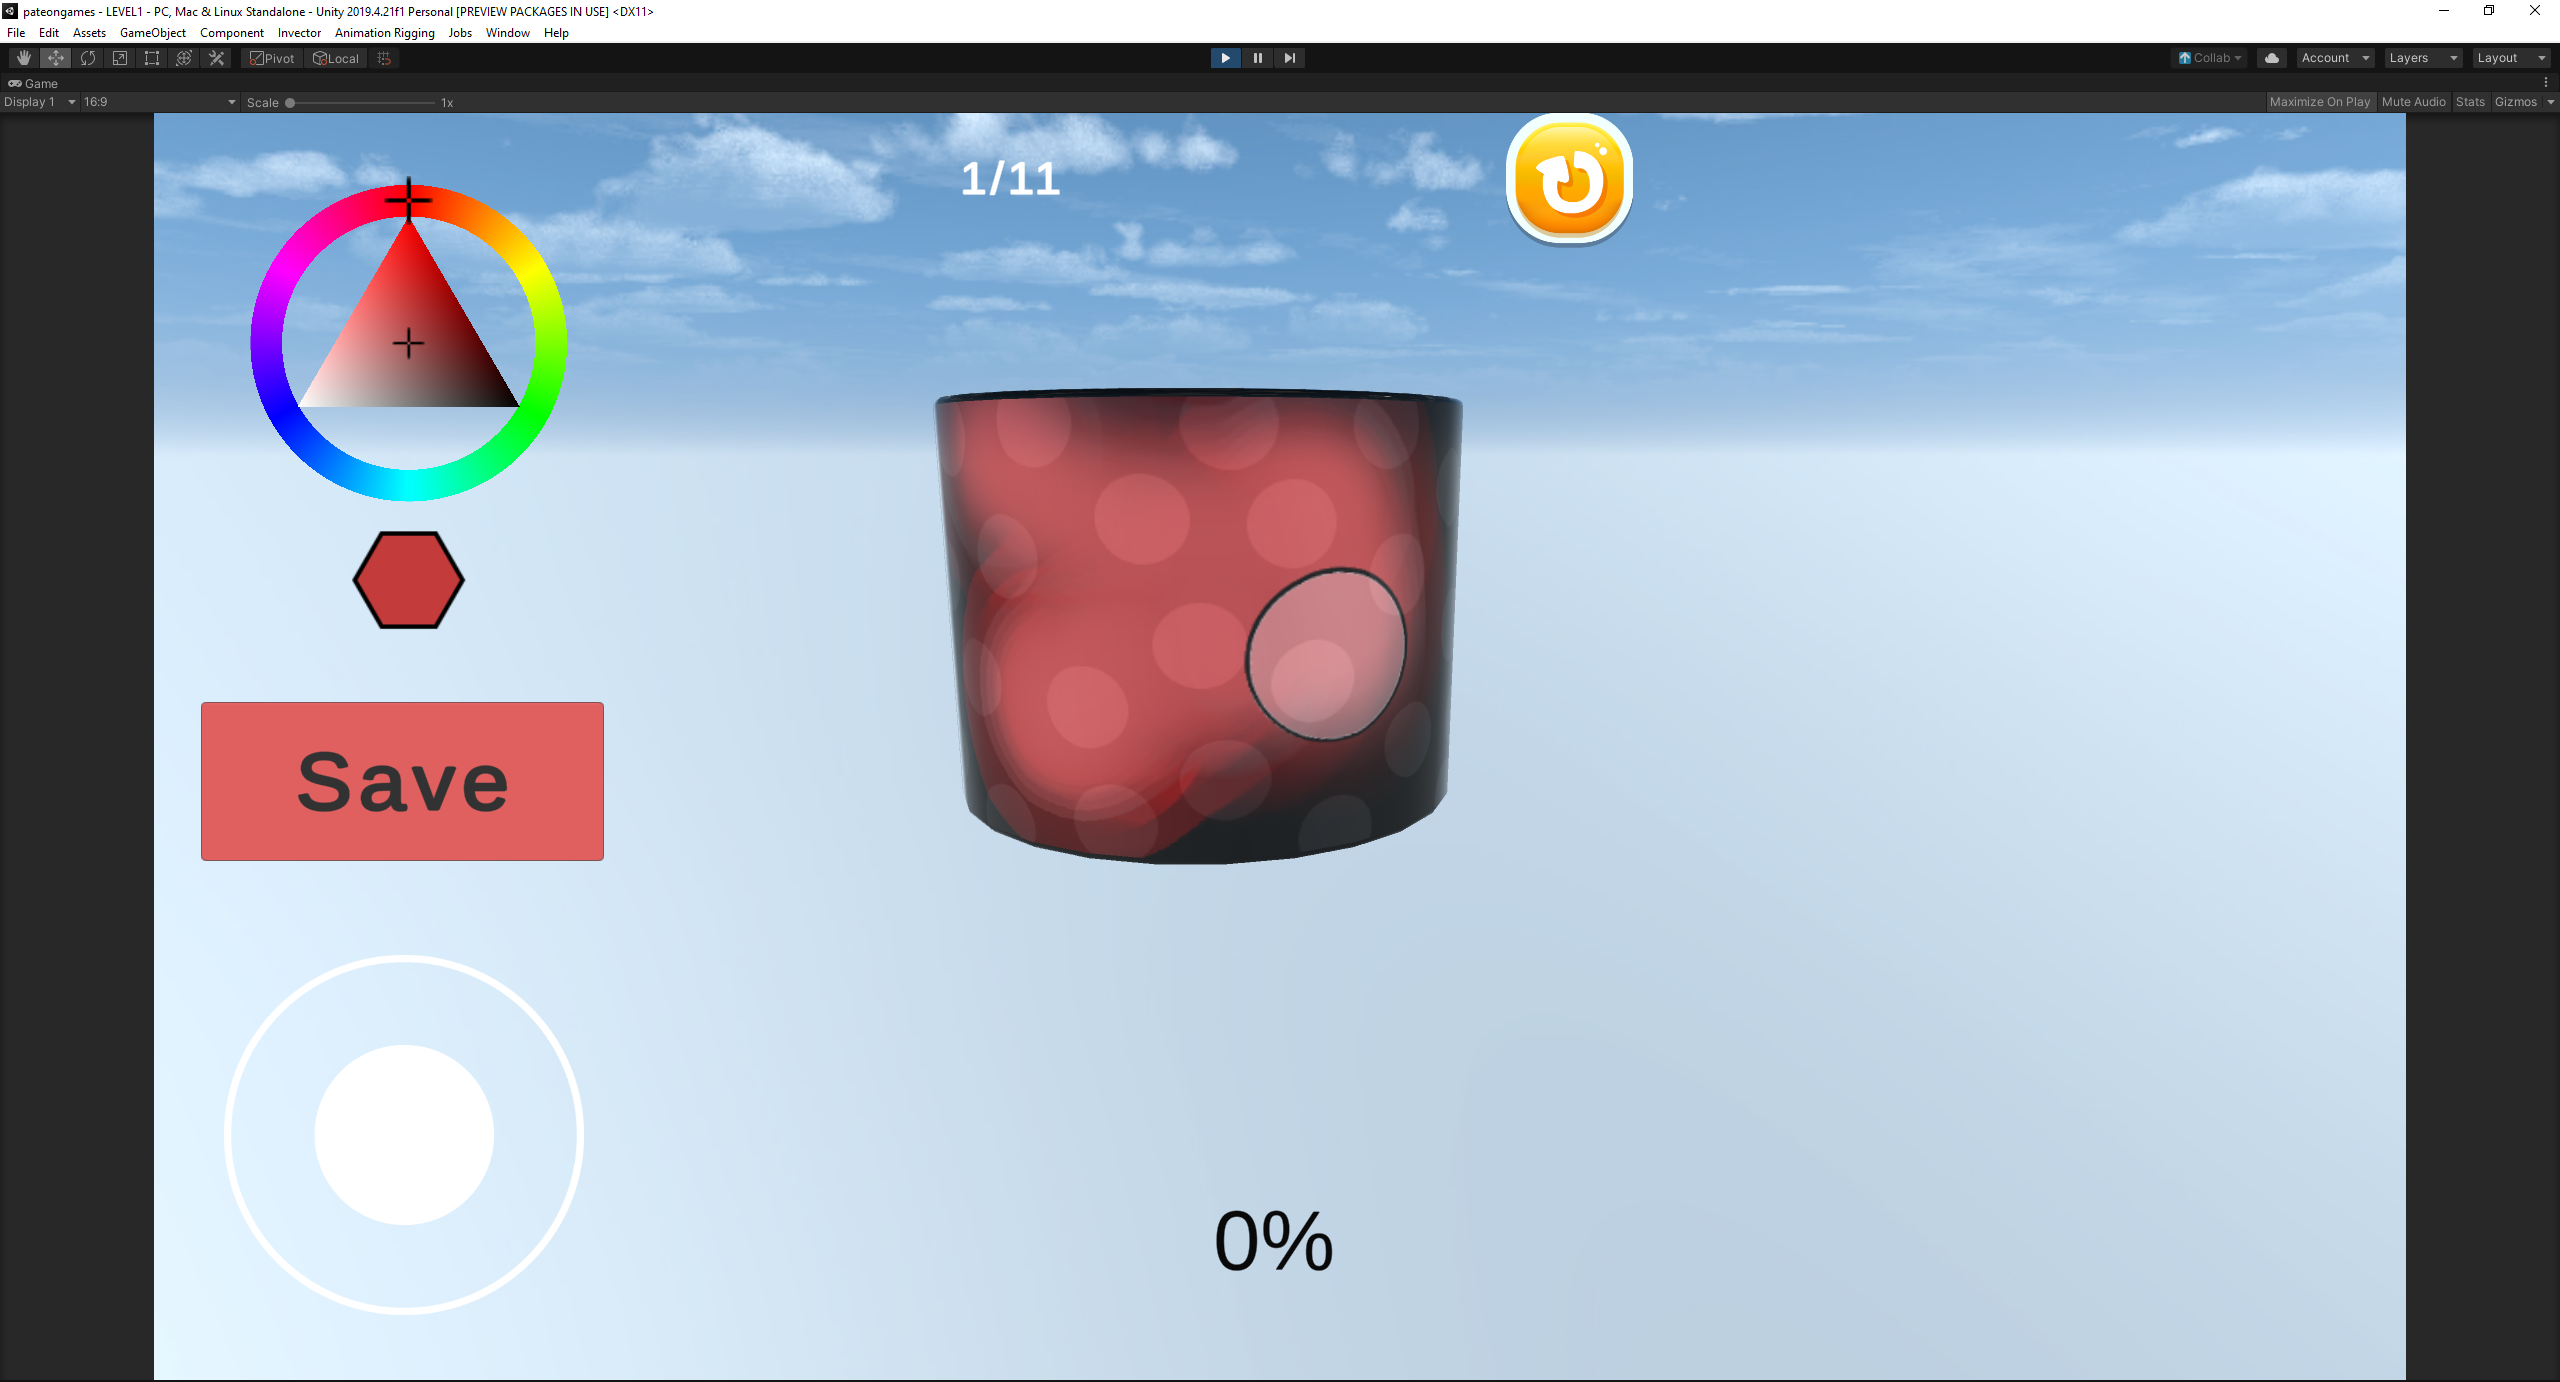 pateongames - LEVEL1 - PC, Mac & Linux Standalone - Unity 2019.4.21f1 Personal [PREVIEW PACKAGES IN USE] <DX11>
File Edit Assets GameObject Component Invector Animation Rigging Jobs Window Help
Pivot Local Collab Account Layers Layout
Game
Display 1 16:9 Scale 1x Maximize On Play Mute Audio Stats Gizmos
1/11
Save
0%